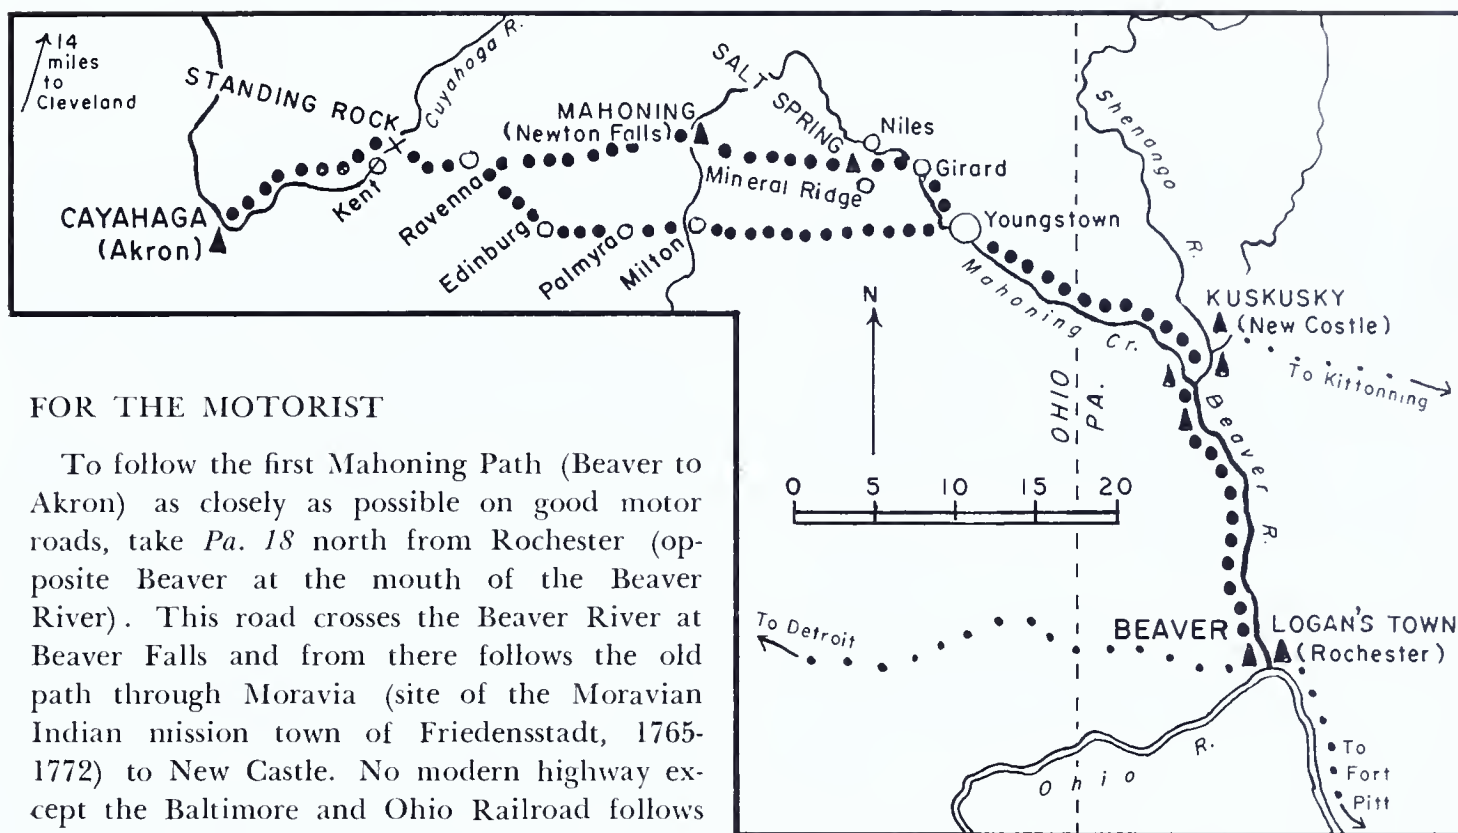 14
miles
to
Cleveland
STANDING ROCK
Cuyahoga R.
MAHONING
(Newton Falls)
SALT SPRING
Niles
Girard
Mineral Ridge
Kent
Ravenna
CAYAHAGA
(Akron)
Edinburg
Palmyra
Milton
Youngstown
Mahoning Cr.
Shenango R.
KUSKUSKY
(New Costle)
To Kittonning
N
OHIO
PA.
Beaver R.
0 5 10 15 20
To Detroit
BEAVER
LOGAN'S TOWN
(Rochester)
Ohio R.
To
Fort
Pitt
FOR THE MOTORIST
To follow the first Mahoning Path (Beaver to
Akron) as closely as possible on good motor
roads, take Pa. 18 north from Rochester (op-
posite Beaver at the mouth of the Beaver
River). This road crosses the Beaver River at
Beaver Falls and from there follows the old
path through Moravia (site of the Moravian
Indian mission town of Friedensstadt, 1765-
1772) to New Castle. No modern highway ex-
cept the Baltimore and Ohio Railroad follows